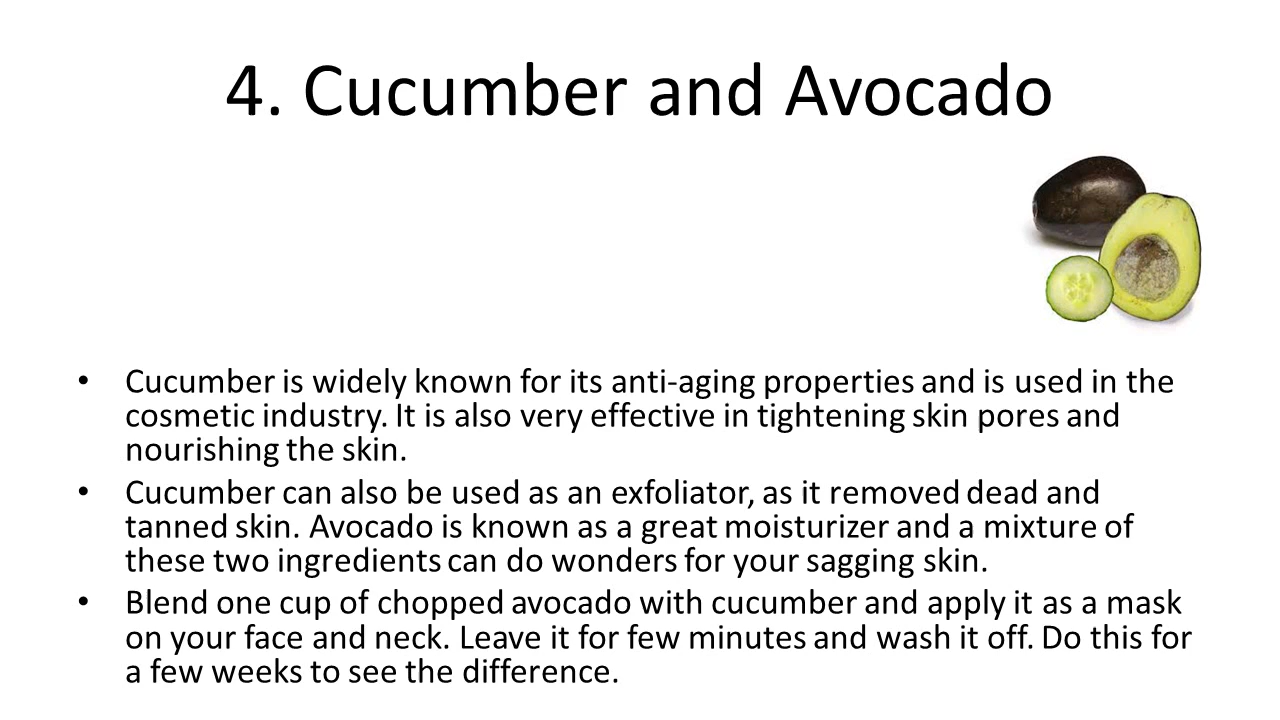 4. Cucumber and Avocado
• Cucumber is widely known for its anti-aging properties and is used in the
cosmetic industry. It is also very effective in tightening skin pores and
nourishing the skin.
• Cucumber can also be used as an exfoliator, as it removed dead and
tanned skin. Avocado is known as a great moisturizer and a mixture of
these two ingredients can do wonders for your sagging skin.
• Blend one cup of chopped avocado with cucumber and apply it as a mask
on your face and neck. Leave it for few minutes and wash it off. Do this for
a few weeks to see the difference.